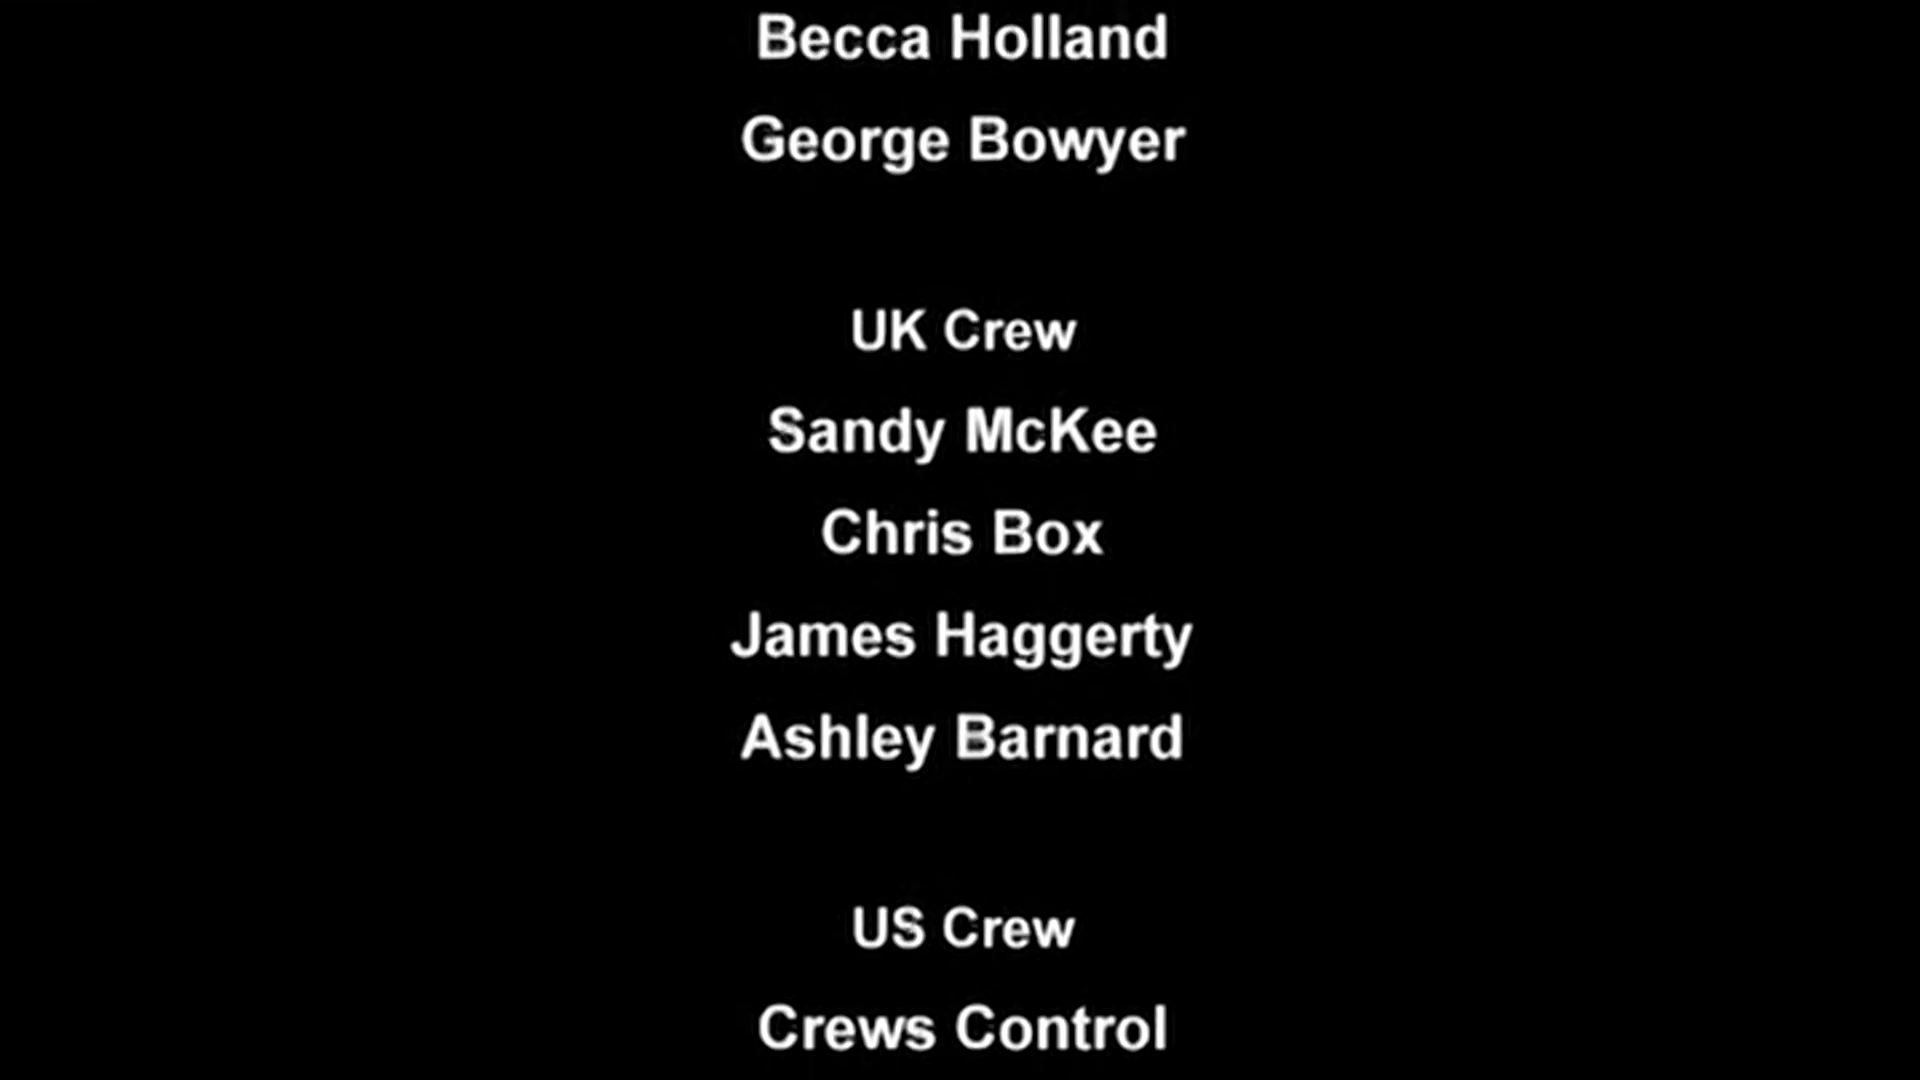 Becca Holland
George Bowyer
UK Crew
Sandy McKee
Chris Box
James Haggerty
Ashley Barnard
US Crew
Crews Control